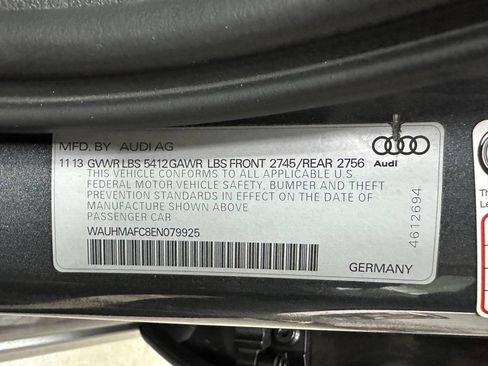 MFD. BY AUDI AG
11 13 GVWR LBS 5412 GAWR LBS FRONT 2745/REAR 2756 Audi
THIS VEHICLE CONFORMS TO ALL APPLICABLE U.S.
FEDERAL MOTOR VEHICLE SAFETY, BUMPER AND THEFT
PREVENTION STANDARDS IN EFFECT ON THE DATE OF
MANUFACTURE SHOWN ABOVE
PASSENGER CAR
WAUHMAFC8EN079925
4612694
GERMANY